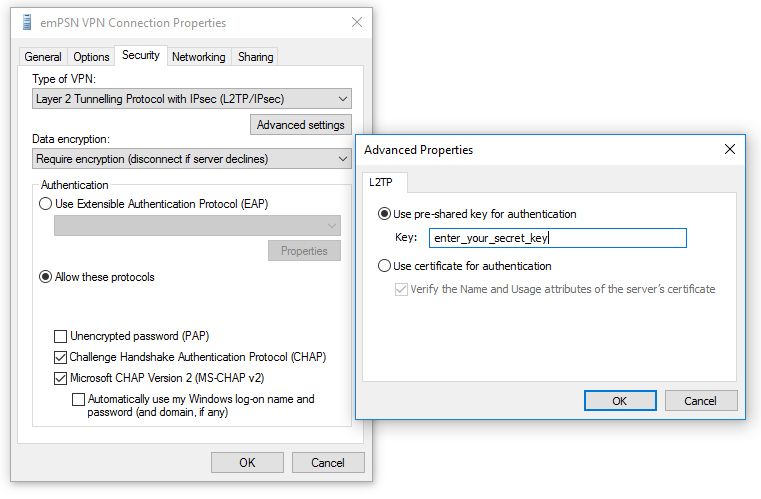 emPSN VPN Connection Properties
General Options Security Networking Sharing
Type of VPN:
Layer 2 Tunnelling Protocol with IPsec (L2TP/IPsec)
Advanced settings
Data encryption:
Require encryption (disconnect if server declines)
Authentication
Use Extensible Authentication Protocol (EAP)
Properties
Allow these protocols
Unencrypted password (PAP)
Challenge Handshake Authentication Protocol (CHAP)
Microsoft CHAP Version 2 (MS-CHAP v2)
Automatically use my Windows log-on name and
password (and domain, if any)
OK Cancel
Advanced Properties
L2TP
Use pre-shared key for authentication
Key: enter_your_secret_key
Use certificate for authentication
Verify the Name and Usage attributes of the server's certificate
OK Cancel